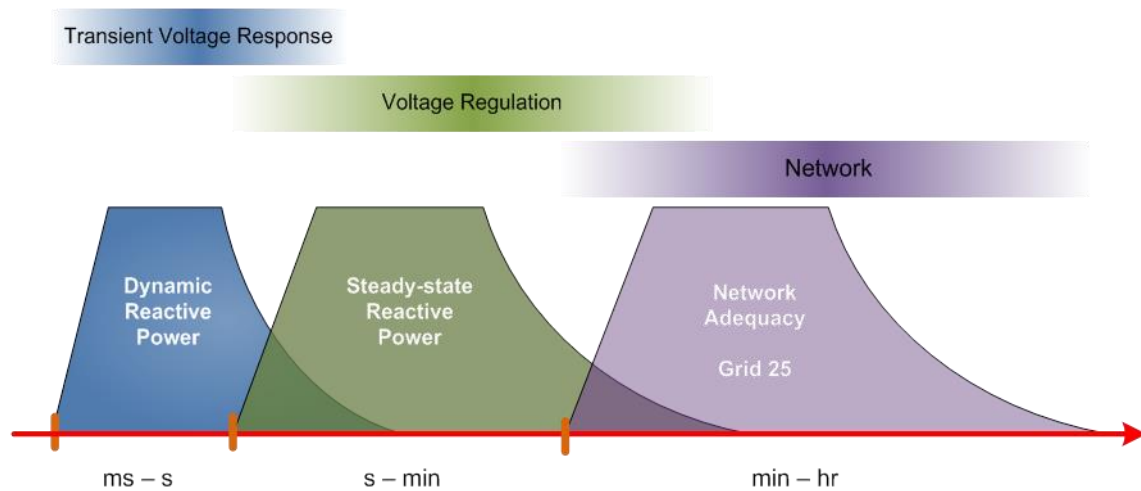 Transient Voltage Response
Voltage Regulation
Network
Dynamic
Reactive
Power
Steady-state
Reactive
Power
Network
Adequacy
Grid 25
ms – s
s – min
min – hr